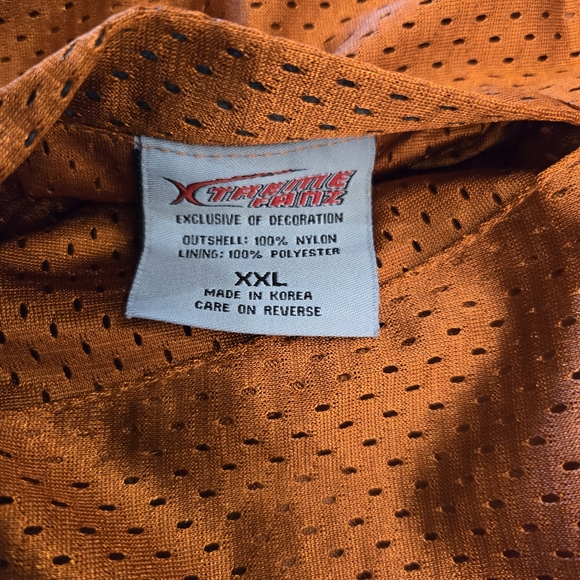 XTREME
FANZ
EXCLUSIVE OF DECORATION
OUTSHELL: 100% NYLON
LINING: 100% POLYESTER
XXL
MADE IN KOREA
CARE ON REVERSE